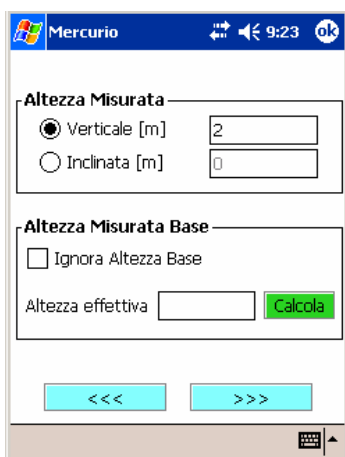 Mercurio 9:23 ok
Altezza Misurata
Verticale [m] 2
Inclinata [m] 0
Altezza Misurata Base
Ignora Altezza Base
Altezza effettiva Calcola
<<< >>>